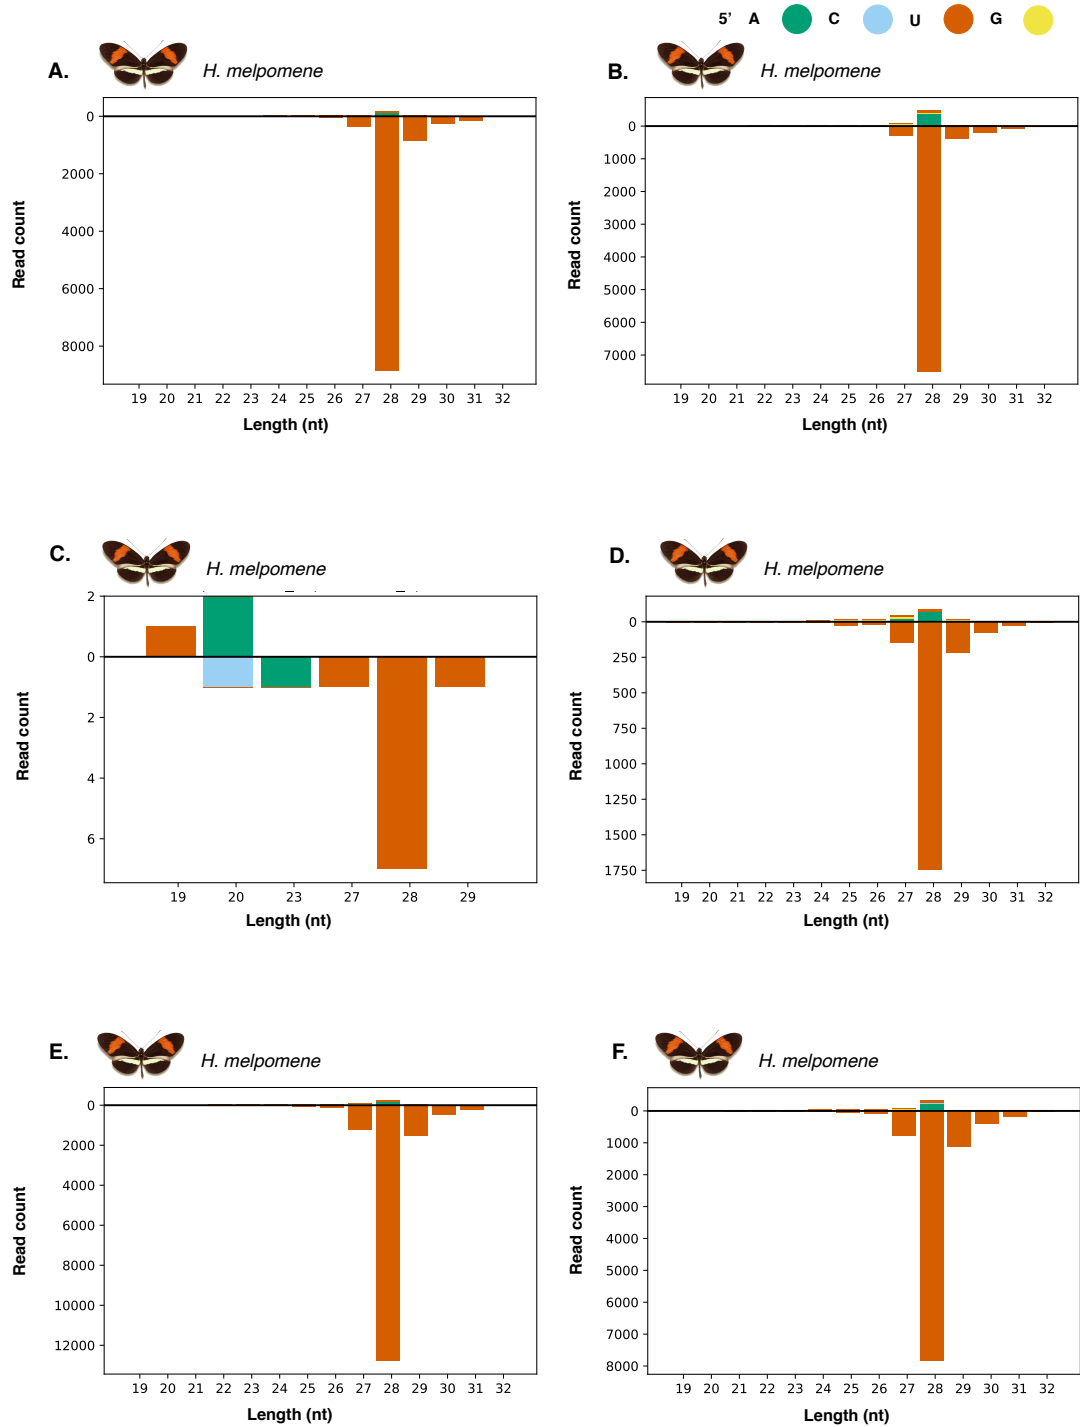 5' A C U G
A. H. melpomene
B. H. melpomene
0
2000
4000
6000
8000
Read count
19 20 21 22 23 24 25 26 27 28 29 30 31 32
Length (nt)
0
1000
2000
3000
4000
5000
6000
7000
Read count
19 20 21 22 23 24 25 26 27 28 29 30 31 32
Length (nt)
C. H. melpomene
D. H. melpomene
2
0
2
4
6
Read count
19 20 23 27 28 29
Length (nt)
0
250
500
750
1000
1250
1500
1750
Read count
19 20 21 22 23 24 25 26 27 28 29 30 31 32
Length (nt)
E. H. melpomene
F. H. melpomene
0
2000
4000
6000
8000
10000
12000
Read count
19 20 21 22 23 24 25 26 27 28 29 30 31 32
Length (nt)
0
1000
2000
3000
4000
5000
6000
7000
8000
Read count
19 20 21 22 23 24 25 26 27 28 29 30 31 32
Length (nt)